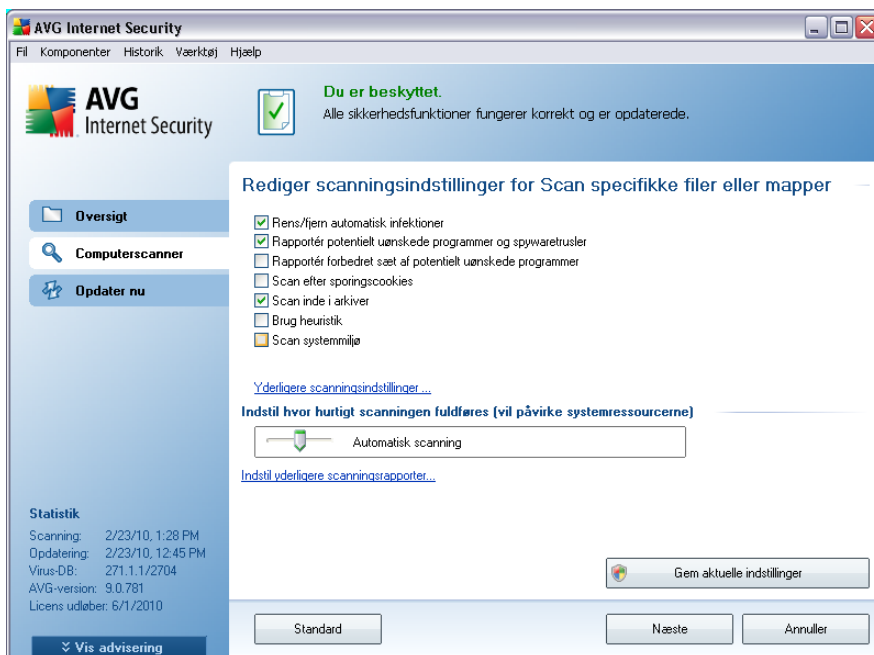 AVG Internet Security
Fil Komponenter Historik Værktøj Hjælp
AVG
Internet Security
Du er beskyttet.
Alle sikkerhedsfunktioner fungerer korrekt og er opdaterede.
Oversigt
Computerscanner
Opdater nu
Rediger scanningsindstillinger for Scan specifikke filer eller mapper
Rens/fjern automatisk infektioner
Rapportér potentielt uønskede programmer og spywaretrusler
Rapportér forbedret sæt af potentielt uønskede programmer
Scan efter sporingscookies
Scan inde i arkiver
Brug heuristik
Scan systemmiljø
Yderligere scanningsindstillinger ...
Indstil hvor hurtigt scanningen fuldføres (vil påvirke systemressourcerne)
Automatisk scanning
Indstil yderligere scanningsrapporter...
Statistik
Scanning: 2/23/10, 1:28 PM
Opdatering: 2/23/10, 12:45 PM
Virus-DB: 271.1.1/2704
AVG-version: 9.0.781
Licens udløber: 6/1/2010
Vis advisering
Gem aktuelle indstillinger
Standard
Næste
Annuller